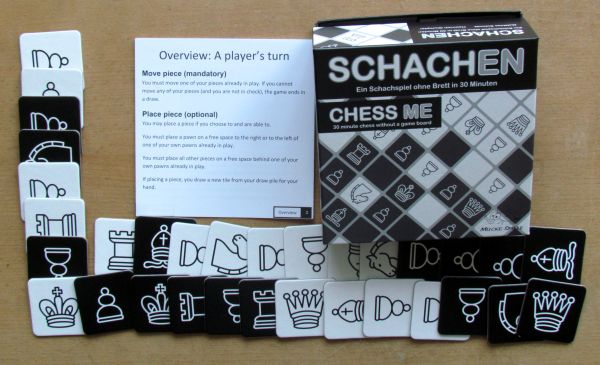 Overview: A player's turn
Move piece (mandatory)
You must move one of your pieces already in play. If you cannot
move any of your pieces (and you are not in check), the game ends
in a draw.
Place piece (optional)
You may place a piece if you choose to and are able to.
You must place a pawn on a free space to the right or to the left of
one of your own pawns already in play.
You must place all other pieces on a free space behind one of your
own pawns already in play.
If placing a piece, you draw a new tile from your draw pile for your
hand.
Overview
SCHACHEN
Ein Schachspiel ohne Brett in 30 Minuten
CHESS ME
30 minute chess without a game board